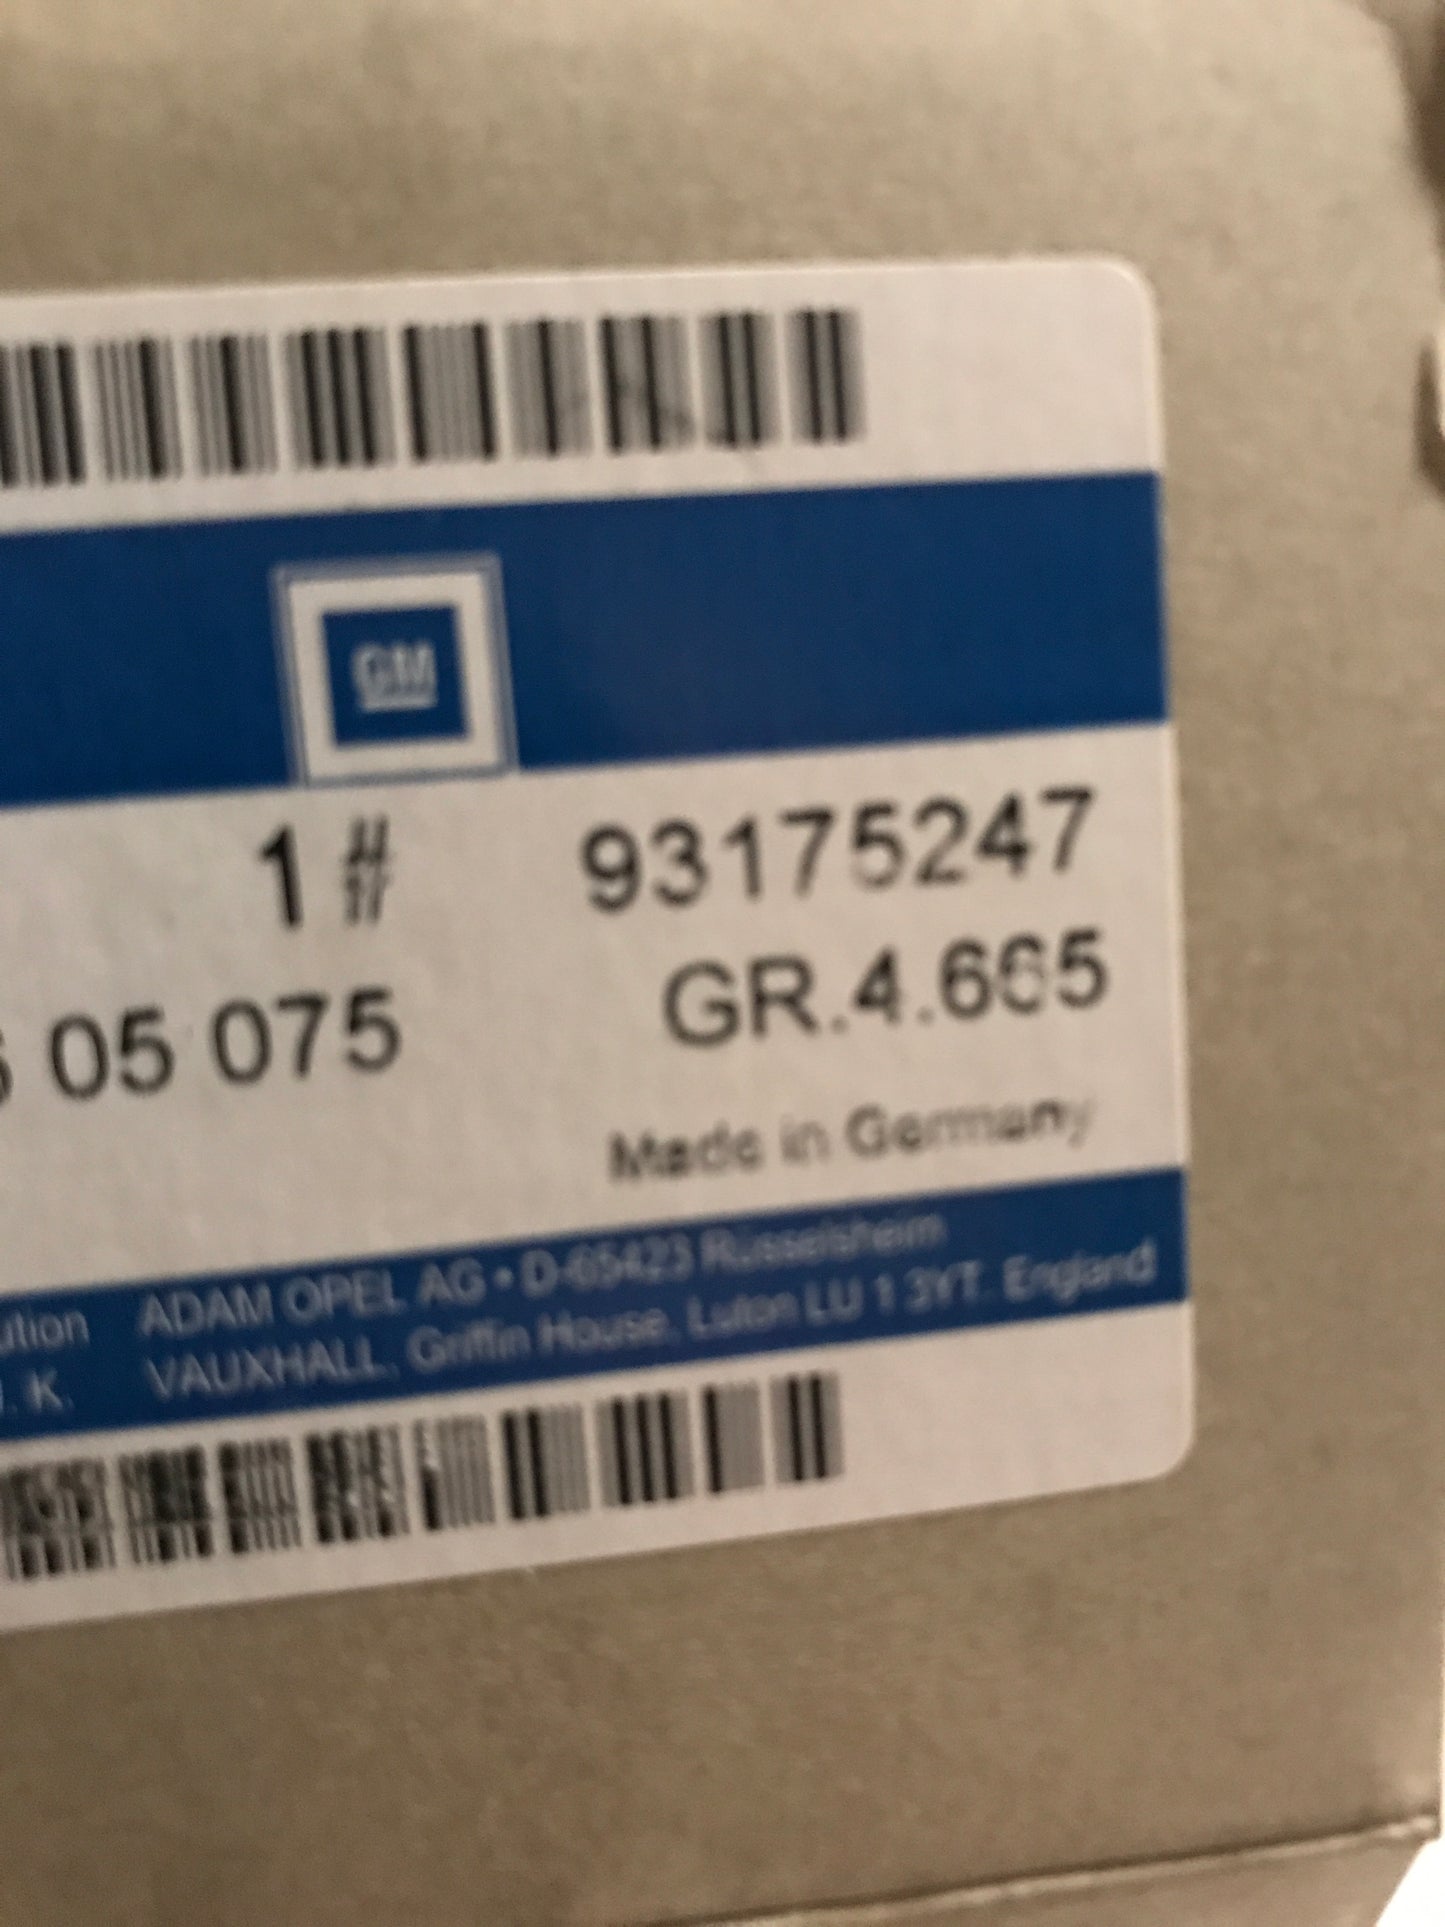 GM
1 # 93175247
05 075 GR.4.665
Made in Germany
ADAM OPEL AG • D-65423 Rüsselsheim
K. VAUXHALL, Griffin House, Luton LU 1 3YT. England